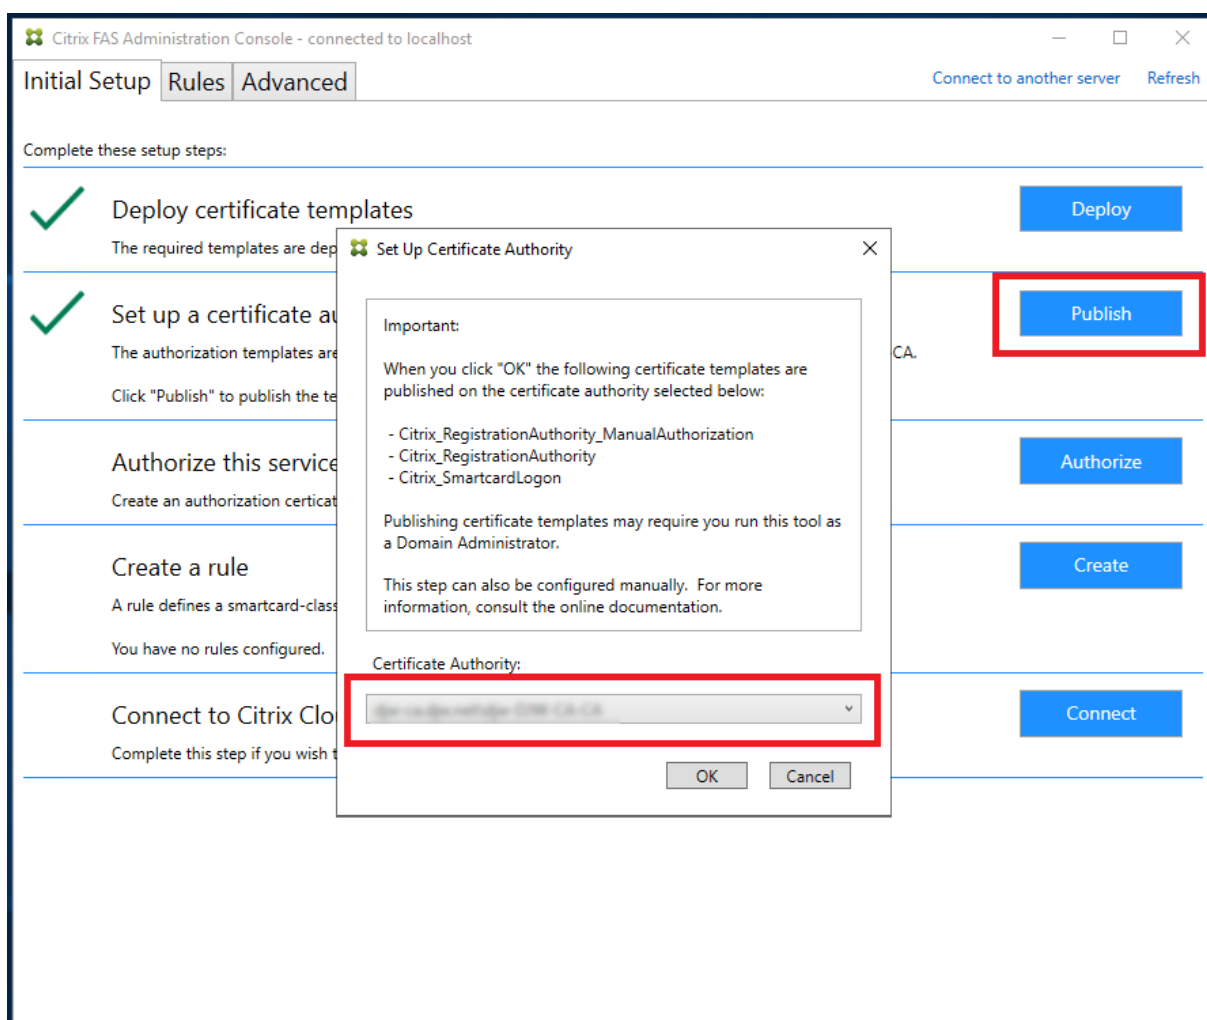 Citrix FAS Administration Console - connected to localhost
Initial Setup Rules Advanced Connect to another server Refresh
Complete these setup steps:
Deploy certificate templates Deploy
The required templates are dep
Set Up Certificate Authority
Set up a certificate au Publish
The authorization templates are CA.
Click "Publish" to publish the te
Important:
When you click "OK" the following certificate templates are
published on the certificate authority selected below:
- Citrix_RegistrationAuthority_ManualAuthorization
- Citrix_RegistrationAuthority
- Citrix_SmartcardLogon
Publishing certificate templates may require you run this tool as
a Domain Administrator.
This step can also be configured manually. For more
information, consult the online documentation.
Certificate Authority:
OK Cancel
Authorize this service Authorize
Create an authorization certicat
Create a rule Create
A rule defines a smartcard-class
You have no rules configured.
Connect to Citrix Clo Connect
Complete this step if you wish t